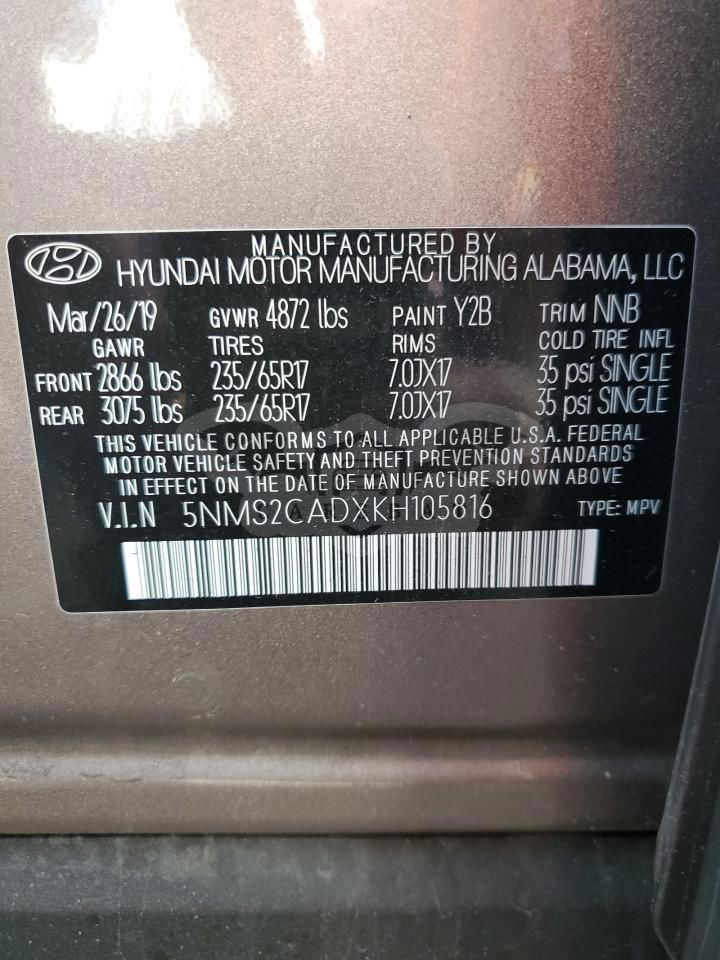 MANUFACTURED BY
HYUNDAI MOTOR MANUFACTURING ALABAMA, LLC
Mar/26/19 GVWR 4872 lbs PAINT Y2B TRIM NNB
GAWR TIRES RIMS COLD TIRE INFL
FRONT 2866 lbs 235/65R17 7.0JX17 35 psi SINGLE
REAR 3075 lbs 235/65R17 7.0JX17 35 psi SINGLE
THIS VEHICLE CONFORMS TO ALL APPLICABLE U.S.A. FEDERAL
MOTOR VEHICLE SAFETY AND THEFT PREVENTION STANDARDS
IN EFFECT ON THE DATE OF MANUFACTURE SHOWN ABOVE
V.I.N 5NMS2CADXKH105816 TYPE: MPV